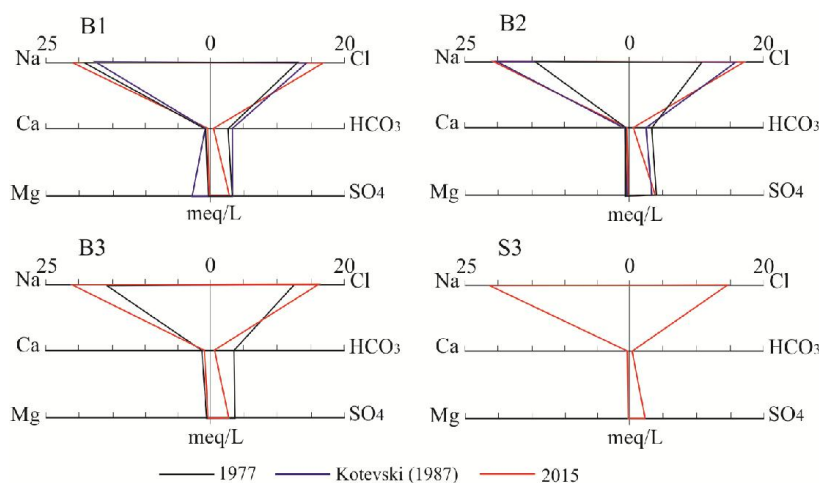 B1
25 0 20
Na Cl
Ca HCO3
Mg SO4
meq/L
B2
25 0 20
Na Cl
Ca HCO3
Mg SO4
meq/L
B3
25 0 20
Na Cl
Ca HCO3
Mg SO4
meq/L
S3
25 0 20
Na Cl
Ca HCO3
Mg SO4
meq/L
1977 Kotevski (1987) 2015